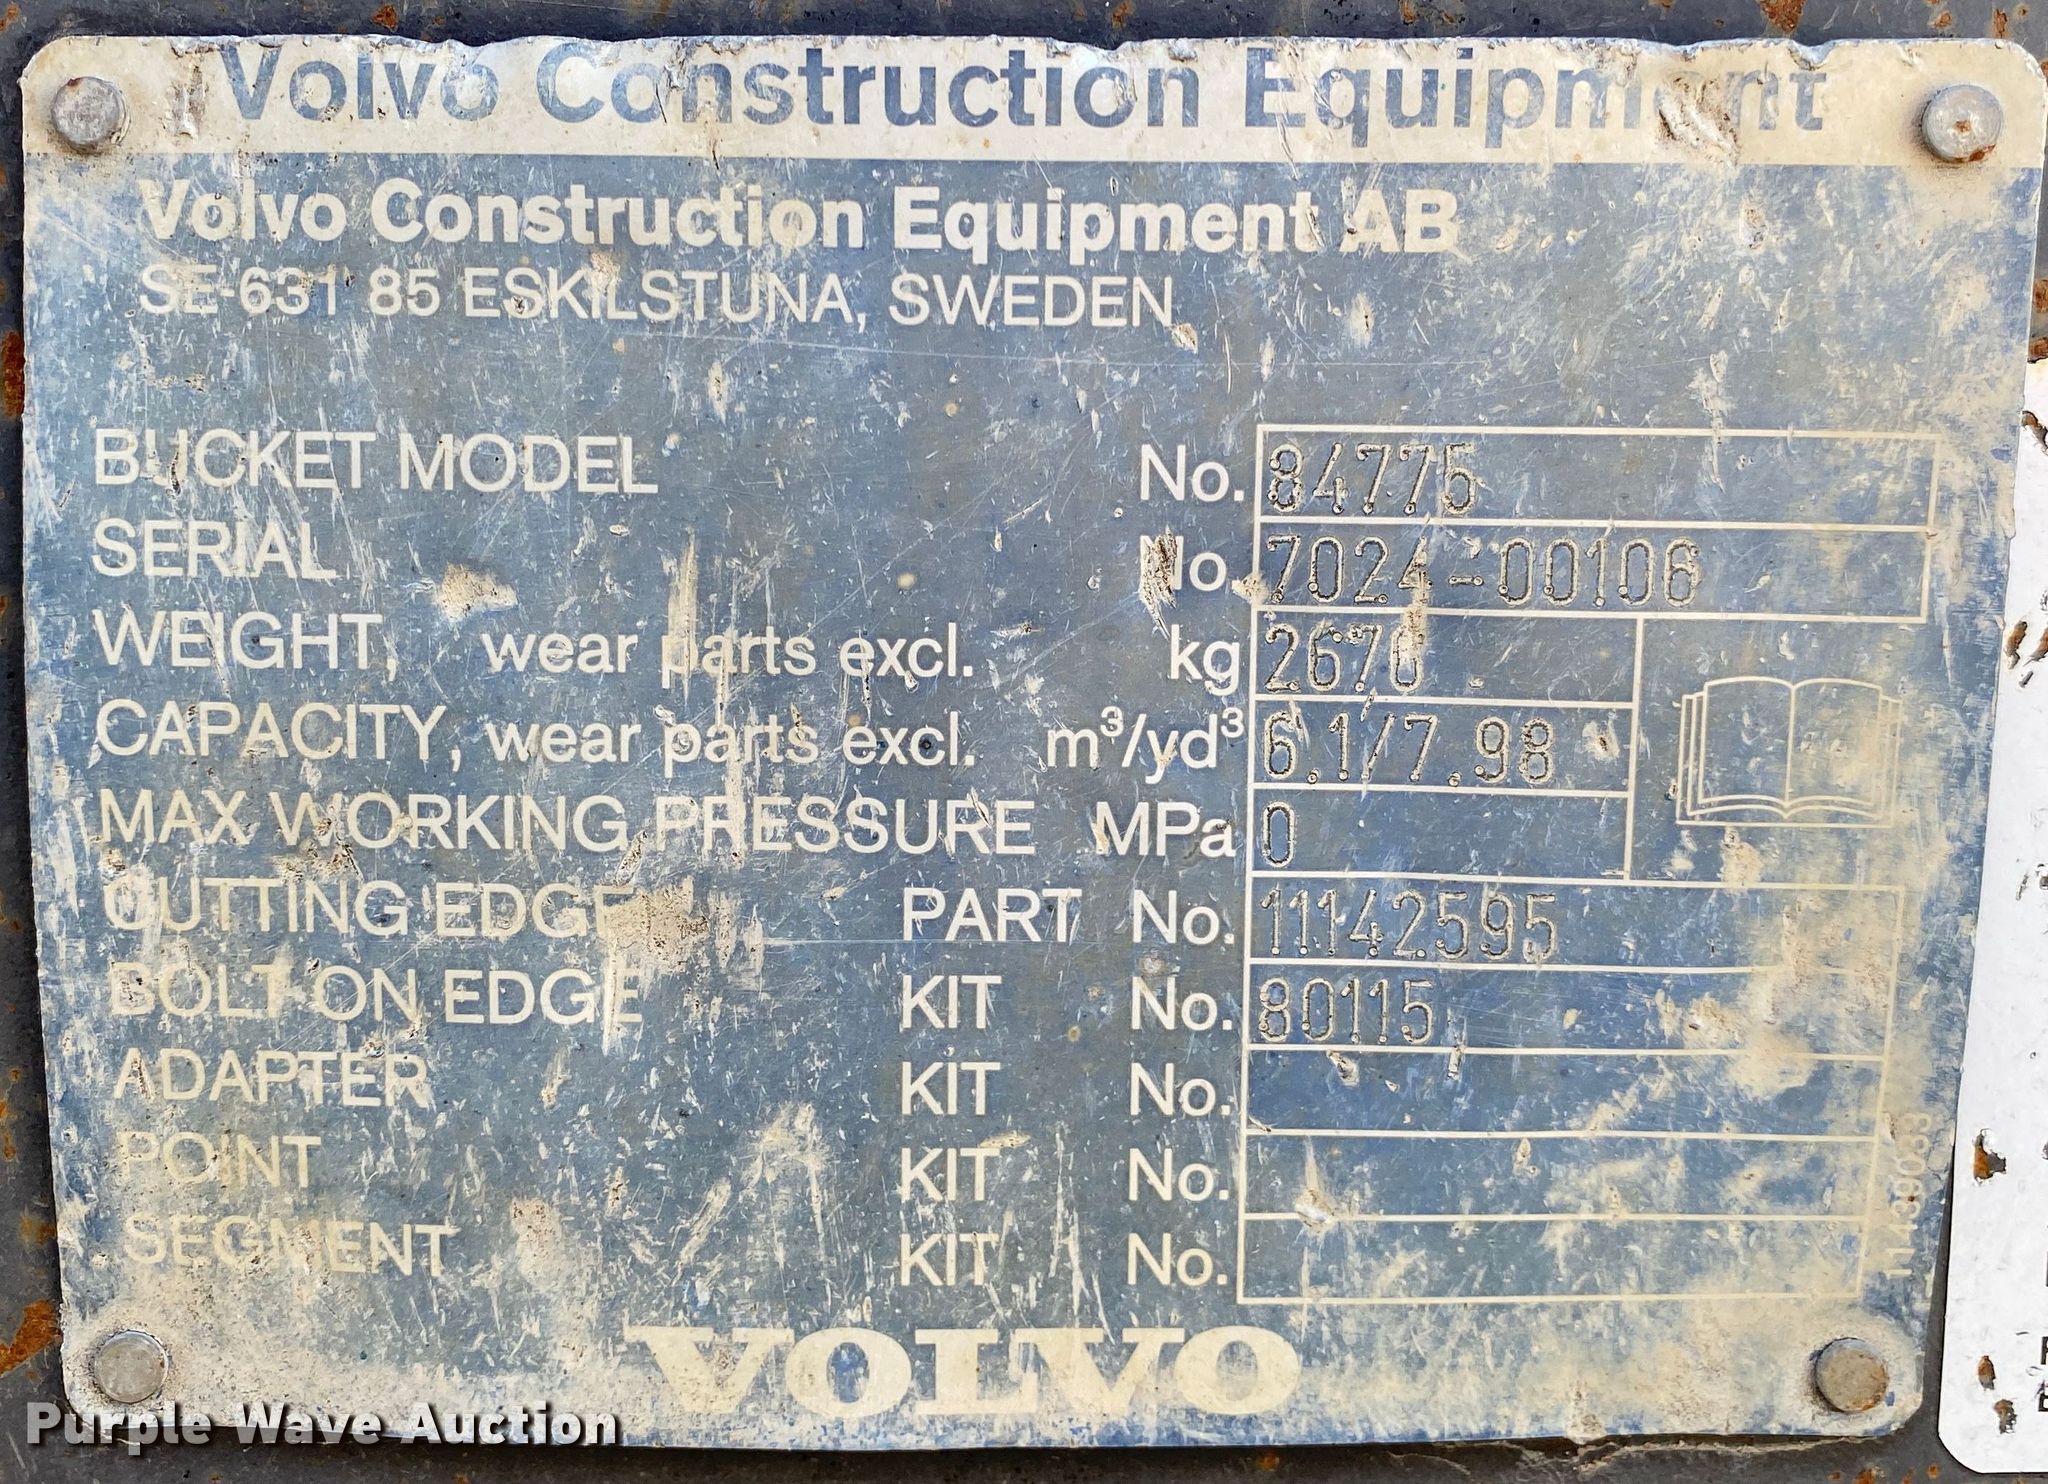 Volvo Construction Equipment
Volvo Construction Equipment AB
SE-631 85 ESKILSTUNA, SWEDEN
BUCKET MODEL No. 84775
SERIAL No. 7024-00106
WEIGHT, wear parts excl. kg 2670
CAPACITY, wear parts excl. m³/yd³ 6.1/7.98
MAX WORKING PRESSURE MPa 0
CUTTING EDGE PART No. 11142595
BOLT ON EDGE KIT No. 80115
ADAPTER KIT No.
POINT KIT No.
SEGMENT KIT No.
VOLVO
Purple Wave Auction